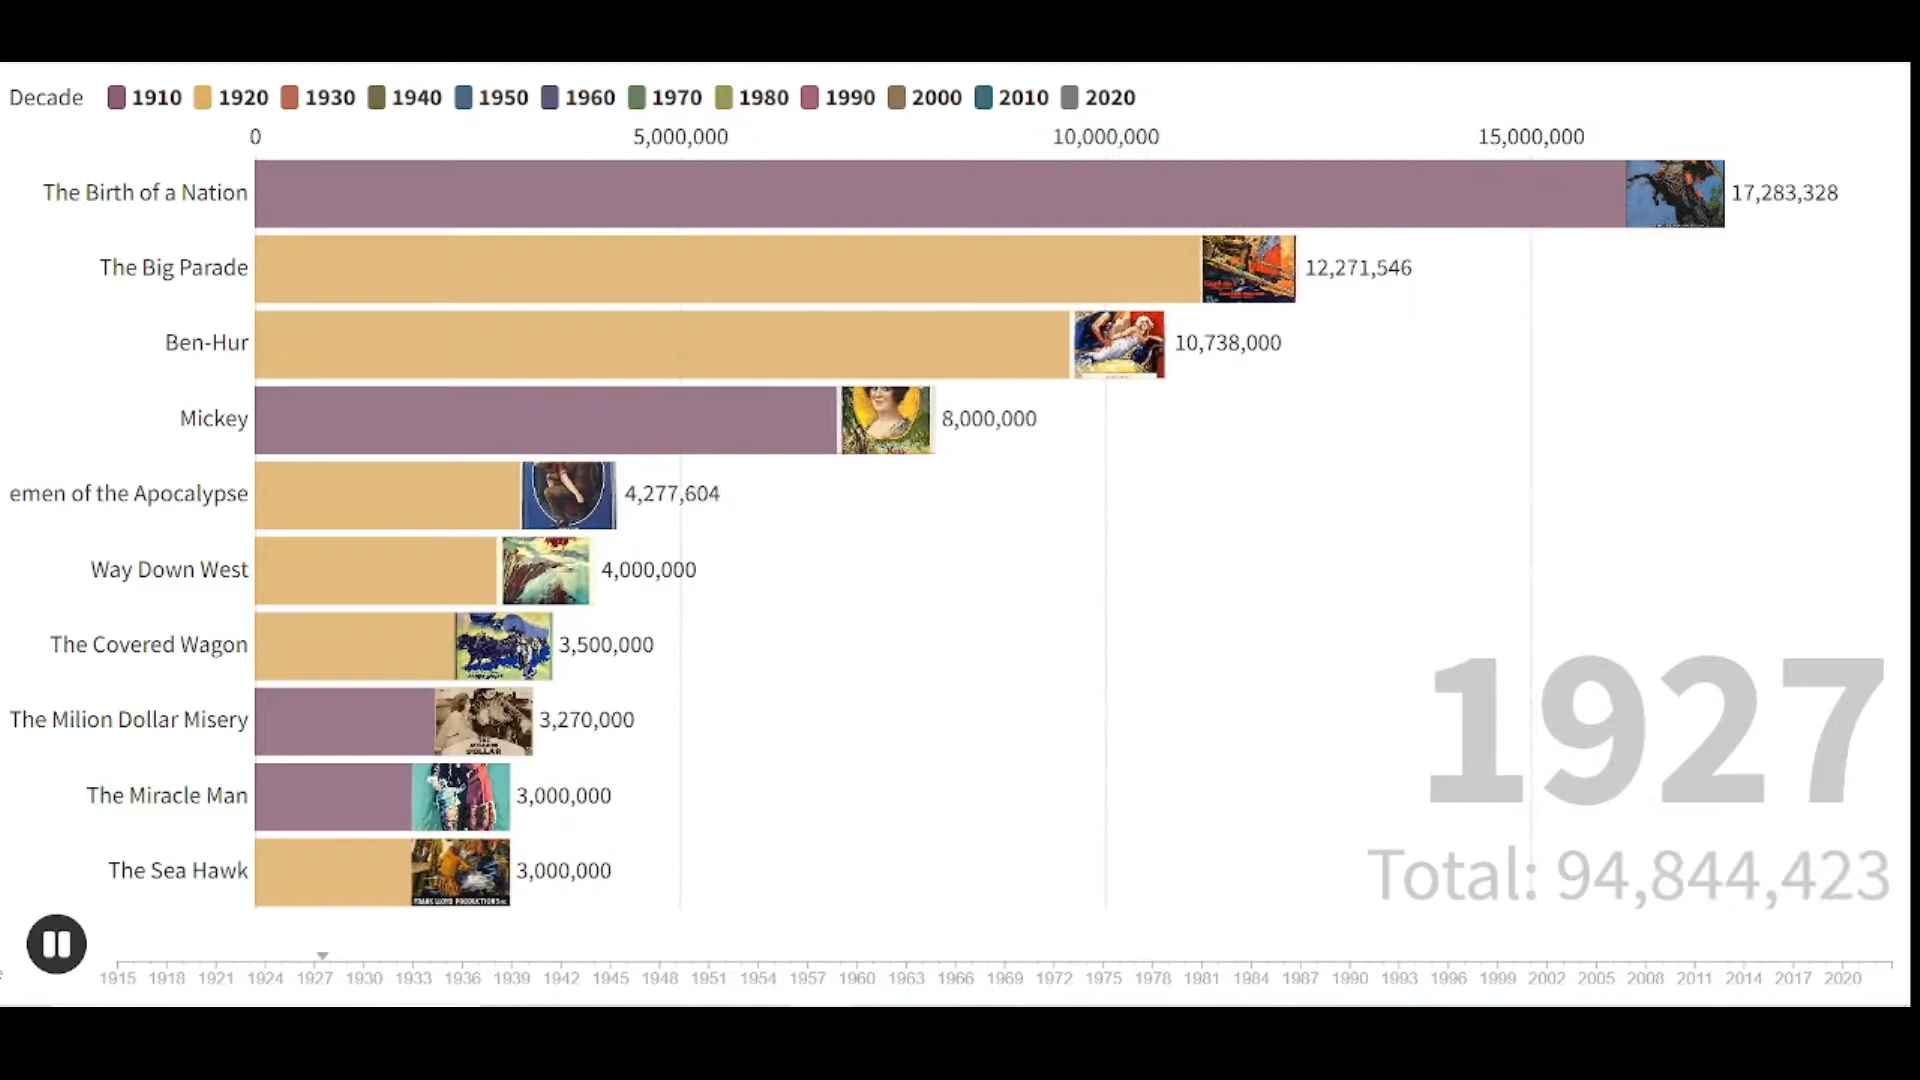 Decade 1910 1920 1930 1940 1950 1960 1970 1980 1990 2000 2010 2020
0 5,000,000 10,000,000 15,000,000
The Birth of a Nation 17,283,328
The Big Parade 12,271,546
Ben-Hur 10,738,000
Mickey 8,000,000
emen of the Apocalypse 4,277,604
Way Down West 4,000,000
The Covered Wagon 3,500,000
The Milion Dollar Misery 3,270,000
DOLLAR
The Miracle Man 3,000,000
The Sea Hawk 3,000,000
FRANK LLOYD PRODUCTIONS INC
1927
Total: 94,844,423
1915 1918 1921 1924 1927 1930 1933 1936 1939 1942 1945 1948 1951 1954 1957 1960 1963 1966 1969 1972 1975 1978 1981 1984 1987 1990 1993 1996 1999 2002 2005 2008 2011 2014 2017 2020